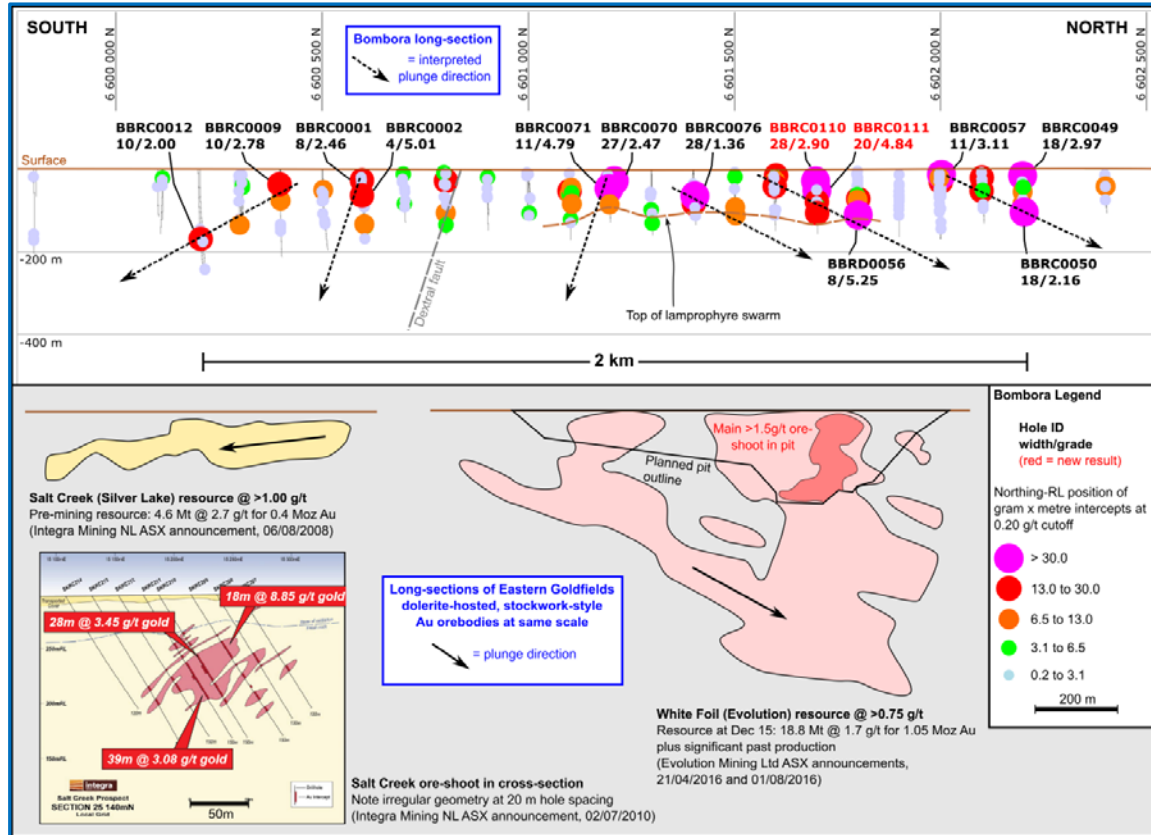 SOUTH
NORTH
6 600 000 N
6 600 500 N
6 601 000 N
6 601 500 N
6 602 000 N
6 602 500 N
Bombora long-section
= interpreted
plunge direction
BBRC0012
10/2.00
BBRC0009
10/2.78
BBRC0001
8/2.46
BBRC0002
4/5.01
BBRC0071
11/4.79
BBRC0070
27/2.47
BBRC0076
28/1.36
BBRC0110
28/2.90
BBRC0111
20/4.84
BBRC0057
11/3.11
BBRC0049
18/2.97
Surface
-200 m
-400 m
Dextral fault
Top of lamprophyre swarm
BBRD0056
8/5.25
BBRC0050
18/2.16
2 km
Salt Creek (Silver Lake) resource @ >1.00 g/t
Pre-mining resource: 4.6 Mt @ 2.7 g/t for 0.4 Moz Au
(Integra Mining NL ASX announcement, 06/08/2008)
18m @ 8.85 g/t gold
28m @ 3.45 g/t gold
39m @ 3.08 g/t gold
250mRL
200mRL
150mRL
integra
Salt Creek Prospect
SECTION 25 140mN
Local Grid
50m
Salt Creek ore-shoot in cross-section
Note irregular geometry at 20 m hole spacing
(Integra Mining NL ASX announcement, 02/07/2010)
Long-sections of Eastern Goldfields
dolerite-hosted, stockwork-style
Au orebodies at same scale
= plunge direction
Main >1.5g/t ore-
shoot in pit
Planned pit
outline
White Foil (Evolution) resource @ >0.75 g/t
Resource at Dec 15: 18.8 Mt @ 1.7 g/t for 1.05 Moz Au
plus significant past production
(Evolution Mining Ltd ASX announcements,
21/04/2016 and 01/08/2016)
Bombora Legend
Hole ID
width/grade
(red = new result)
Northing-RL position of
gram x metre intercepts at
0.20 g/t cutoff
> 30.0
13.0 to 30.0
6.5 to 13.0
3.1 to 6.5
0.2 to 3.1
200 m